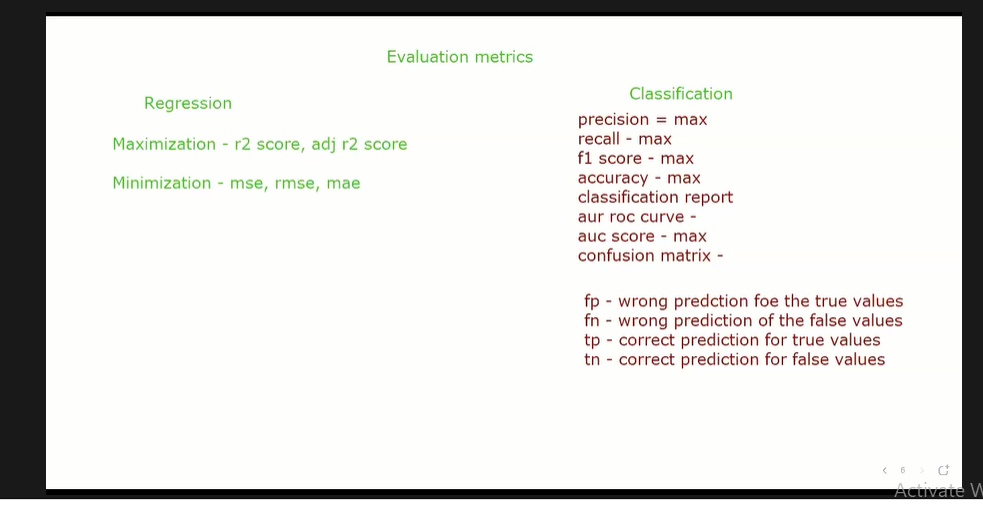 Evaluation metrics
Regression
Maximization - r2 score, adj r2 score
Minimization - mse, rmse, mae
Classification
precision = max
recall - max
f1 score - max
accuracy - max
classification report
aur roc curve -
auc score - max
confusion matrix -
fp - wrong predction foe the true values
fn - wrong prediction of the false values
tp - correct prediction for true values
tn - correct prediction for false values
6
Activate W